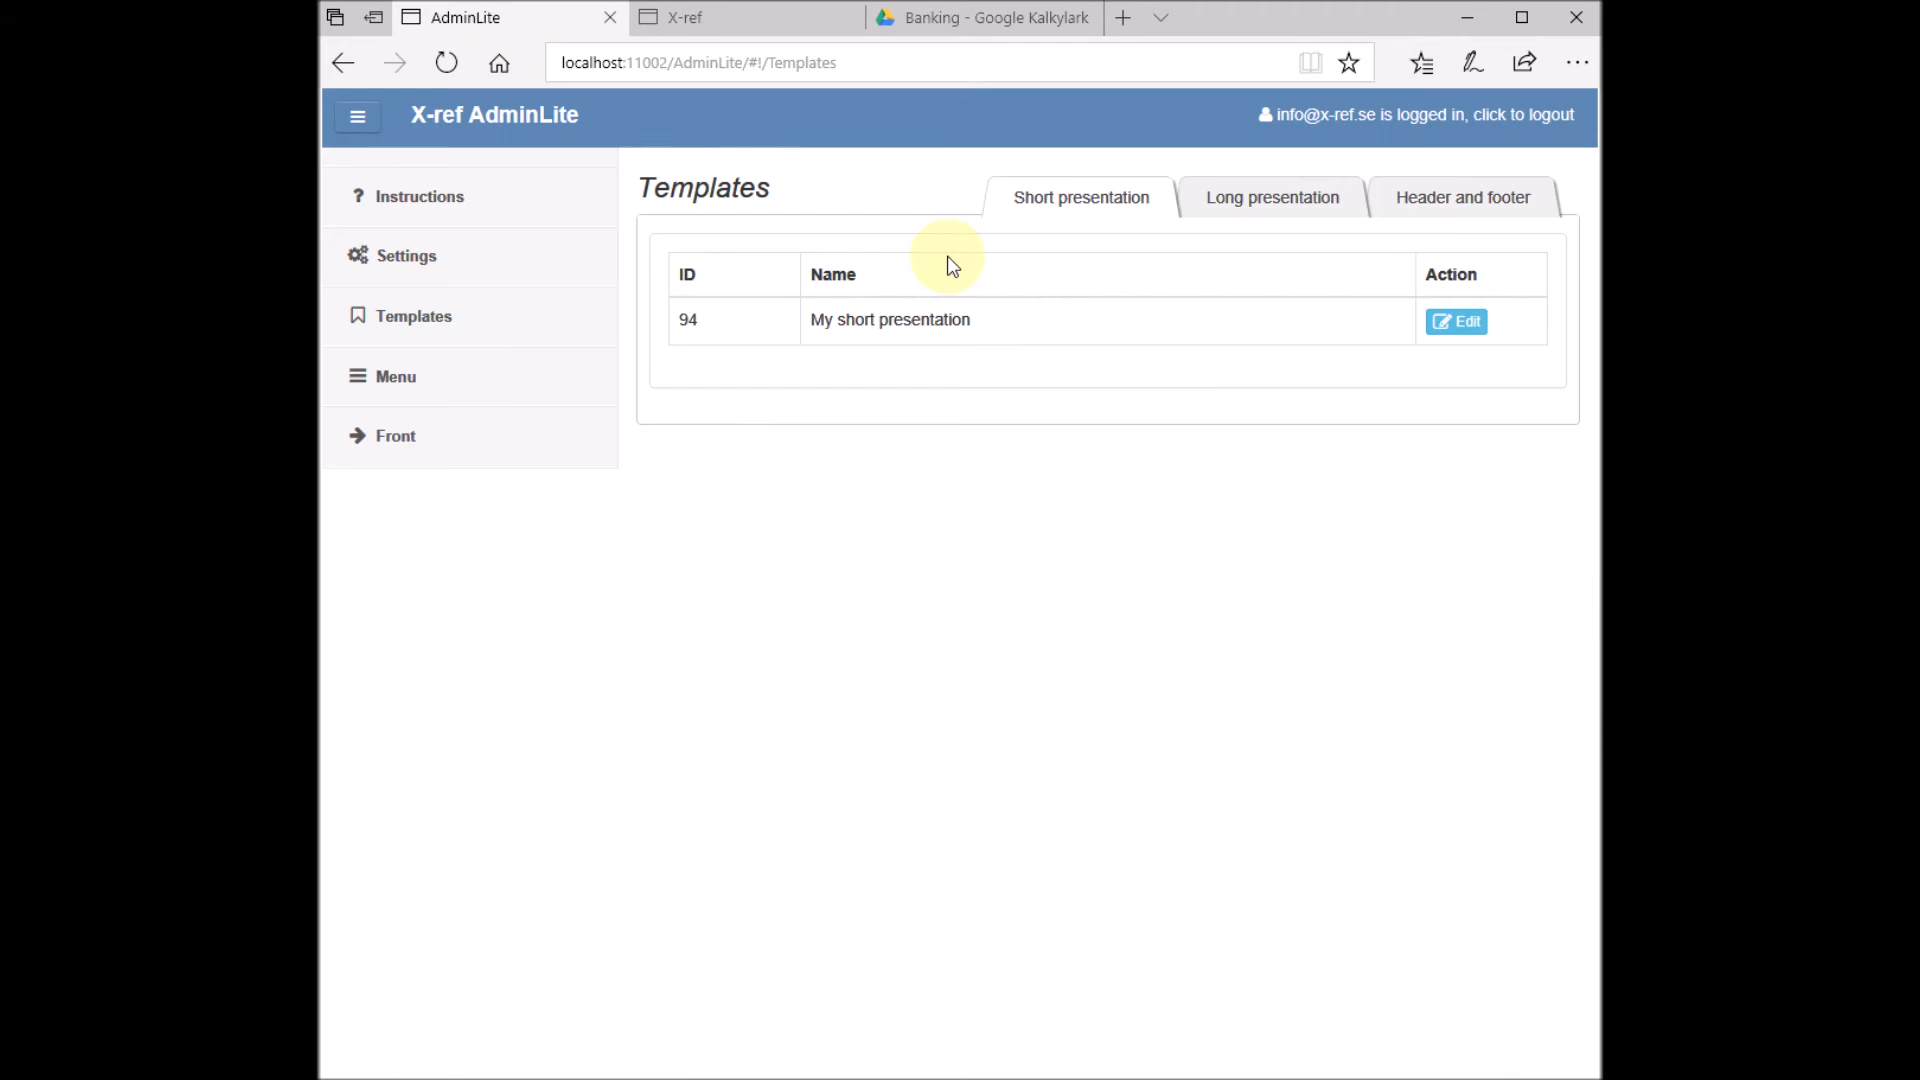 AdminLite
X-ref
Banking - Google Kalkylark
localhost:11002/AdminLite/#!/Templates
X-ref AdminLite
info@x-ref.se is logged in, click to logout
Instructions
Settings
Templates
Menu
Front
Templates
Short presentation
Long presentation
Header and footer
ID Name Action
94 My short presentation Edit